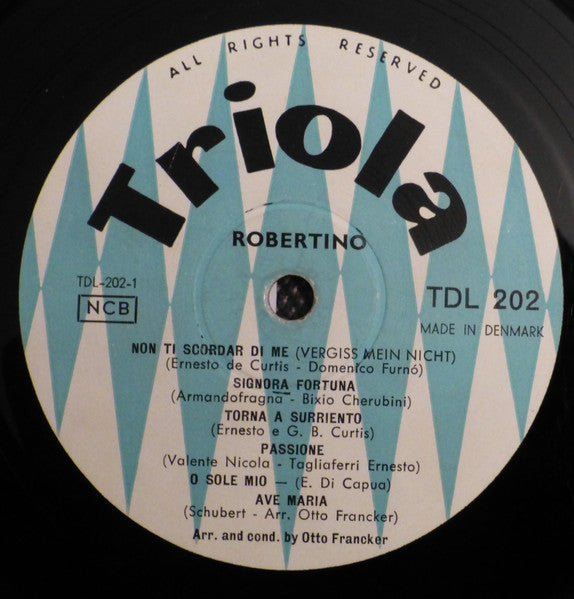 ALL RIGHTS RESERVED
Triola
ROBERTINO
TDL-202-1
NCB
TDL 202
MADE IN DENMARK
NON TI SCORDAR DI ME (VERGISS MEIN NICHT)
(Ernesto de Curtis - Domenico Furnó)
SIGNORA FORTUNA
(Armandofragna - Bixio Cherubini)
TORNA A SURRIENTO
(Ernesto e G. B. Curtis)
PASSIONE
(Valente Nicola - Tagliaferri Ernesto)
O SOLE MIO — (E. Di Capua)
AVE MARIA
(Schubert - Arr. Otto Francker)
Arr. and cond. by Otto Francker